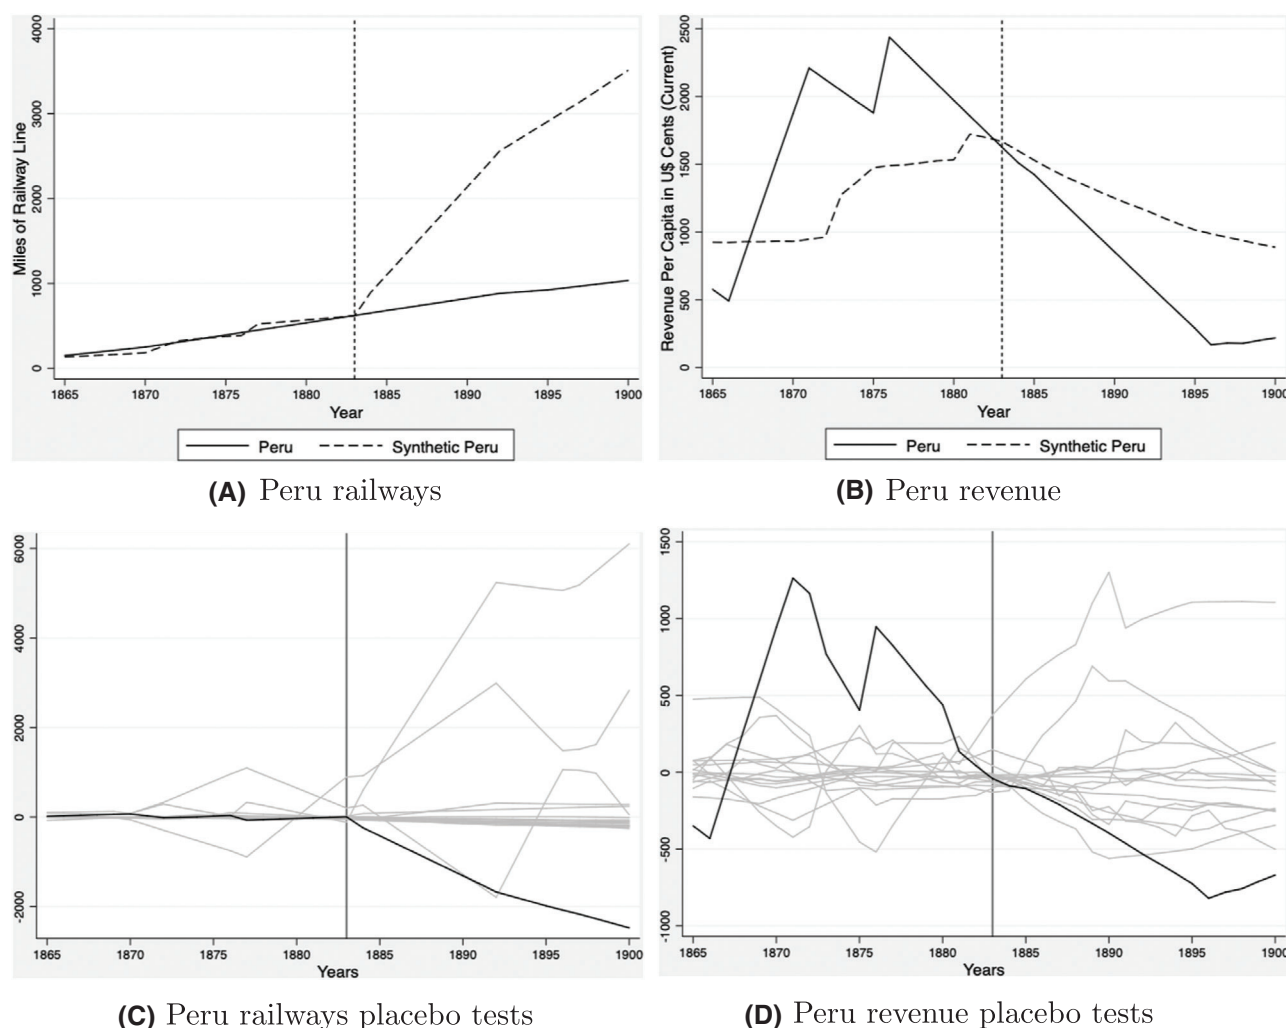 Miles of Railway Line
4000
3000
2000
1000
0
1865 1870 1875 1880 1885 1890 1895 1900
Year
Peru Synthetic Peru
(A) Peru railways
Revenue Per Capita in U$ Cents (Current)
2500
2000
1500
1000
500
0
1865 1870 1875 1880 1885 1890 1895 1900
Year
Peru Synthetic Peru
(B) Peru revenue
6000
4000
2000
0
-2000
1865 1870 1875 1880 1885 1890 1895 1900
Years
(C) Peru railways placebo tests
1500
1000
500
0
-500
-1000
1865 1870 1875 1880 1885 1890 1895 1900
Years
(D) Peru revenue placebo tests